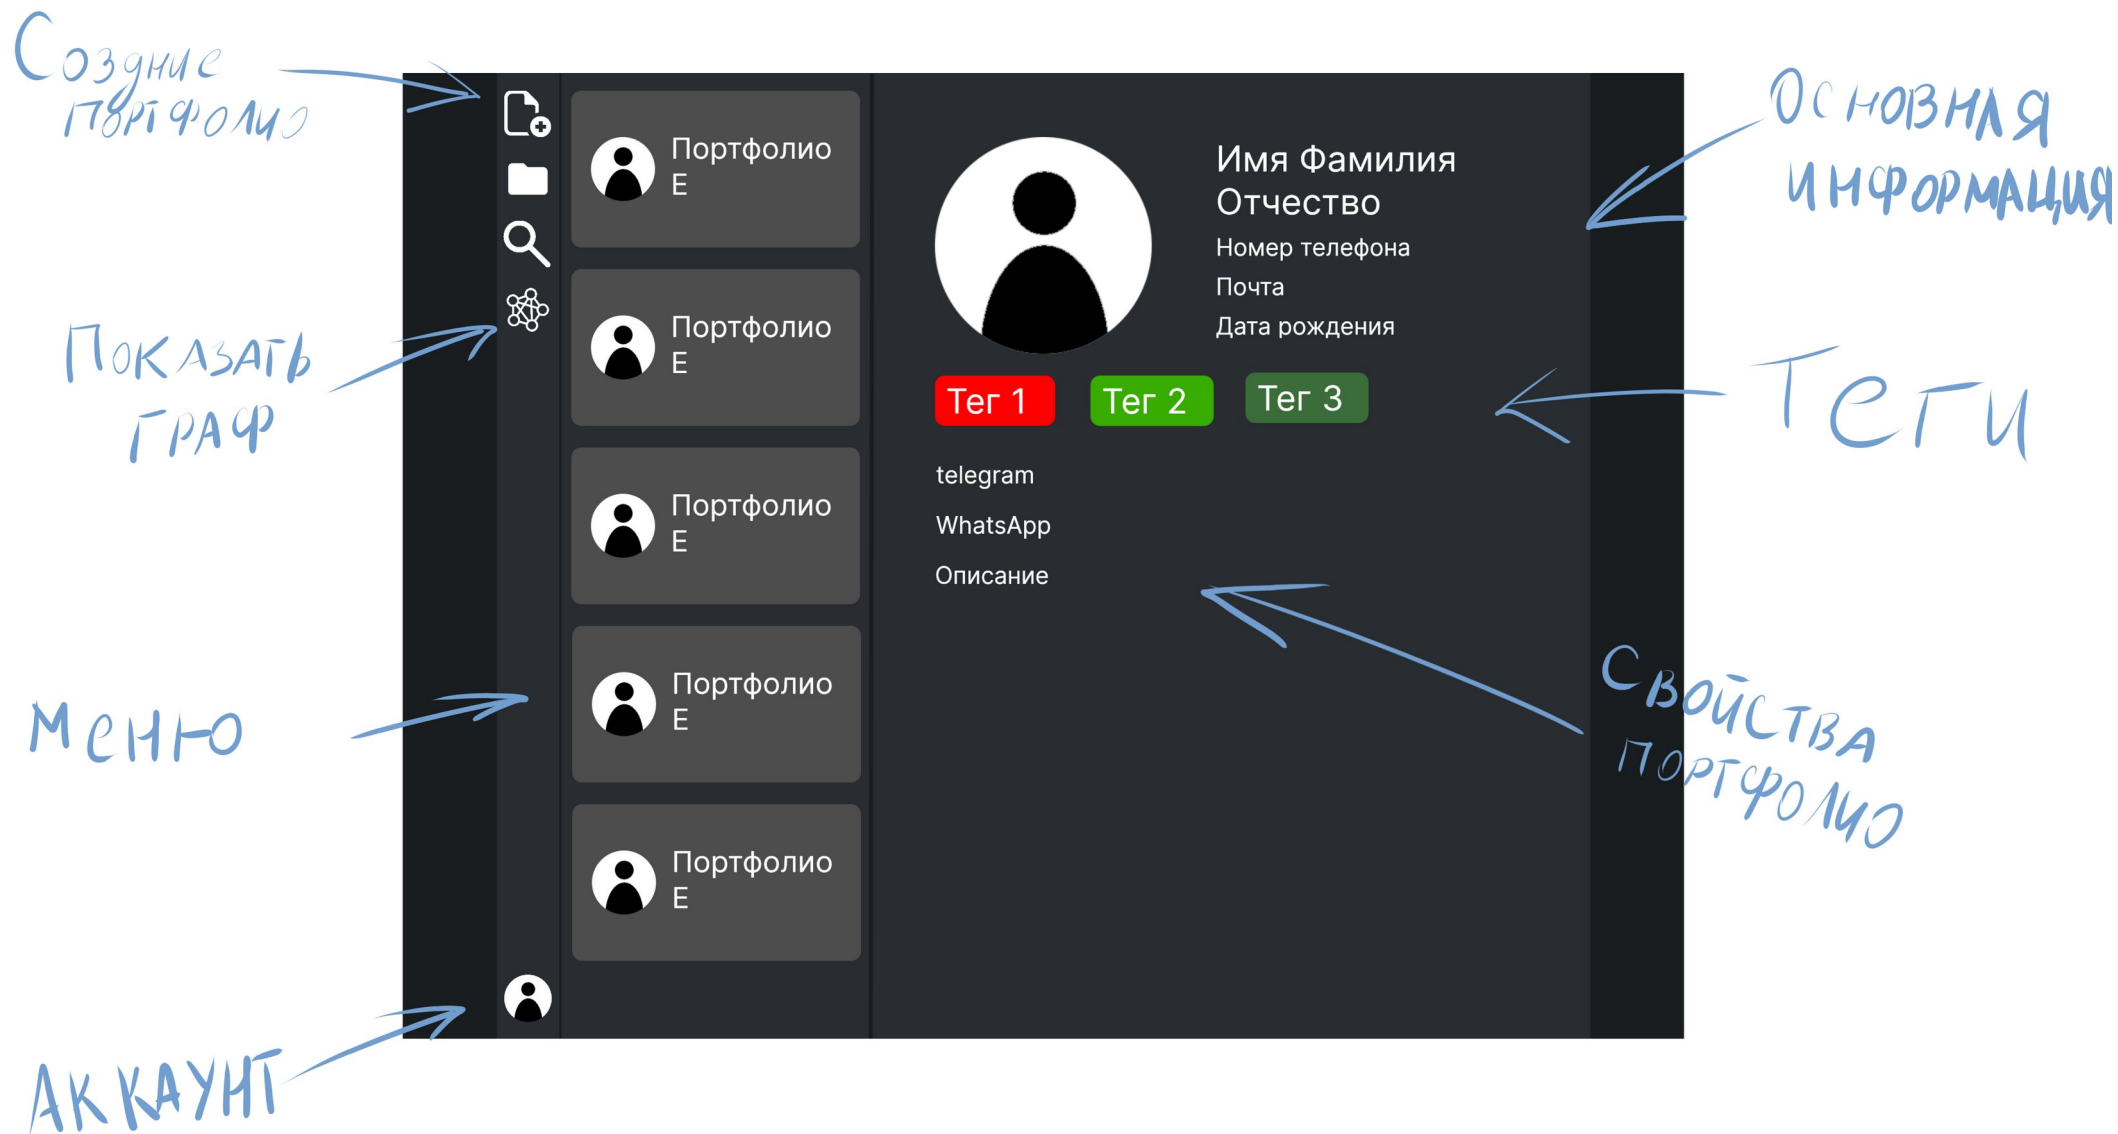 Создние
портфолио
Показать
граф
Меню
Аккаунт
Портфолио
Е
Портфолио
Е
Портфолио
Е
Портфолио
Е
Портфолио
Е
Имя Фамилия
Отчество
Номер телефона
Почта
Дата рождения
Тег 1
Тег 2
Тег 3
telegram
WhatsApp
Описание
Основная
информация
Теги
Свойства
портфолио